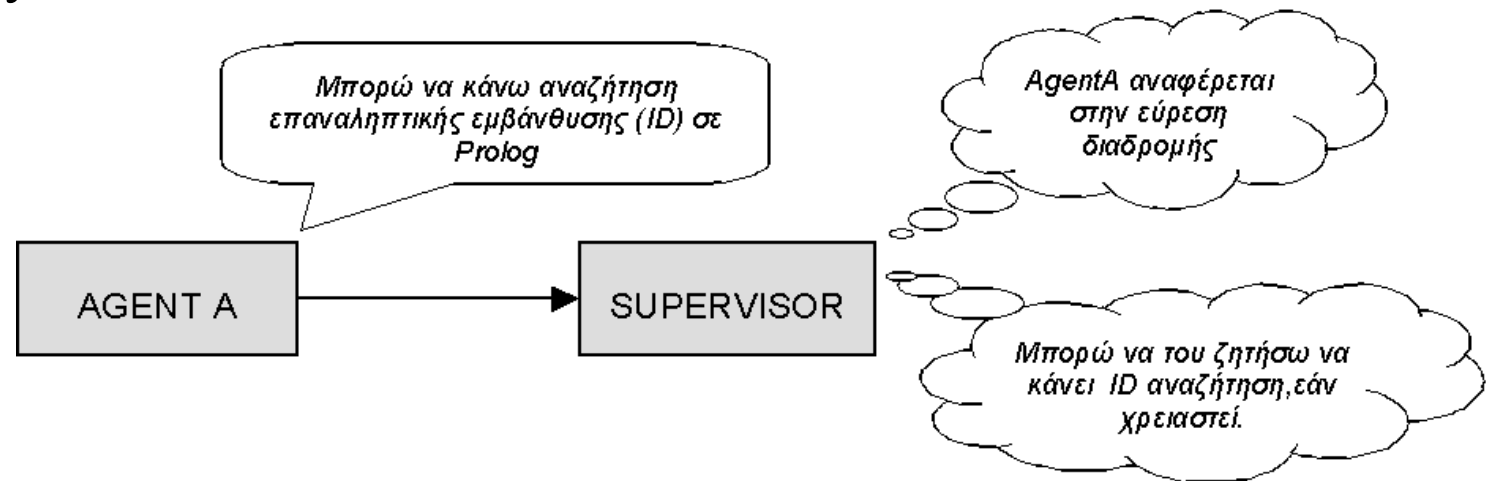 Μπορώ να κάνω αναζήτηση
επαναληπτικής εμβάνθυσης (ID) σε
Prolog
AgentA αναφέρεται
στην εύρεση
διαδρομής
AGENT A
SUPERVISOR
Μπορώ να του ζητήσω να
κάνει ID αναζήτηση,εάν
χρειαστεί.